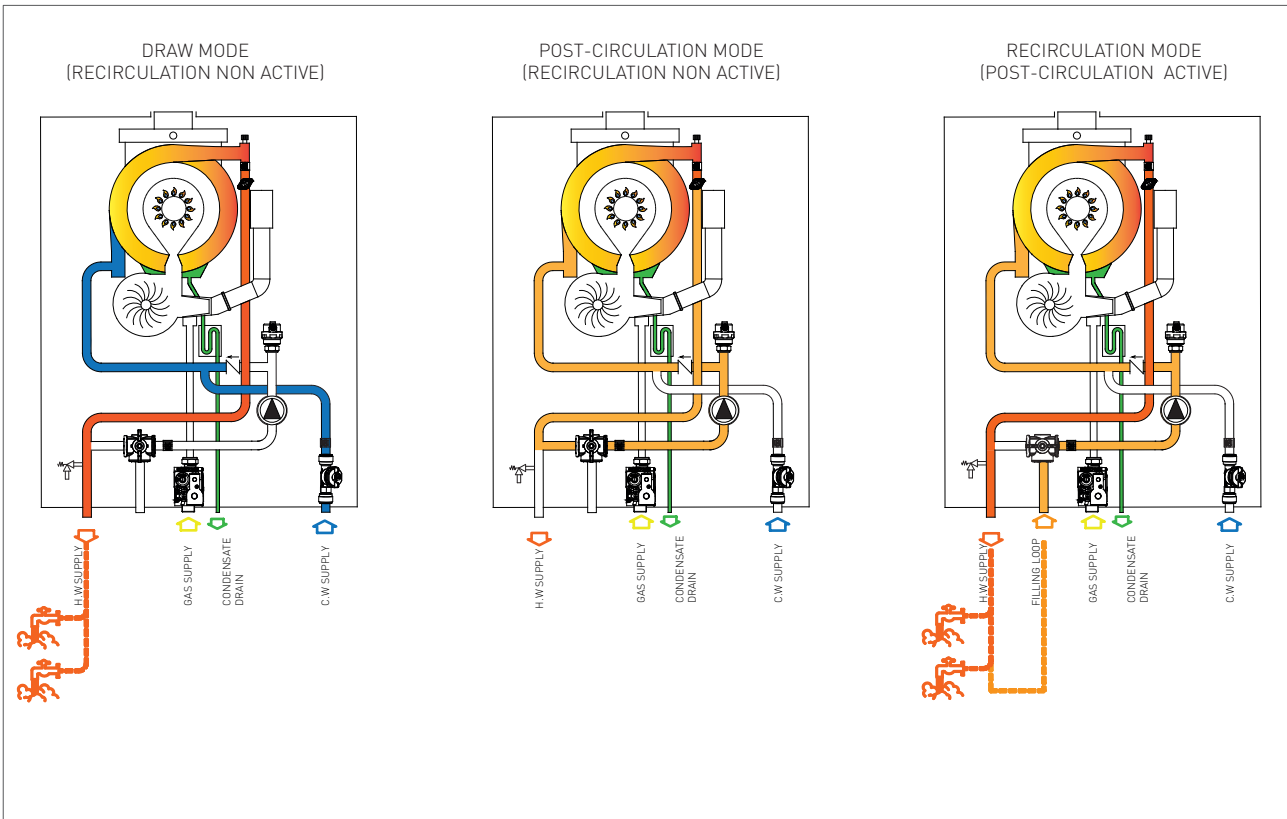 DRAW MODE
(RECIRCULATION NON ACTIVE)
H.W SUPPLY
GAS SUPPLY
CONDENSATE
DRAIN
C.W SUPPLY
POST-CIRCULATION MODE
(RECIRCULATION NON ACTIVE)
H.W SUPPLY
GAS SUPPLY
CONDENSATE
DRAIN
C.W SUPPLY
RECIRCULATION MODE
(POST-CIRCULATION ACTIVE)
H.W SUPPLY
FILLING LOOP
GAS SUPPLY
CONDENSATE
DRAIN
C.W SUPPLY